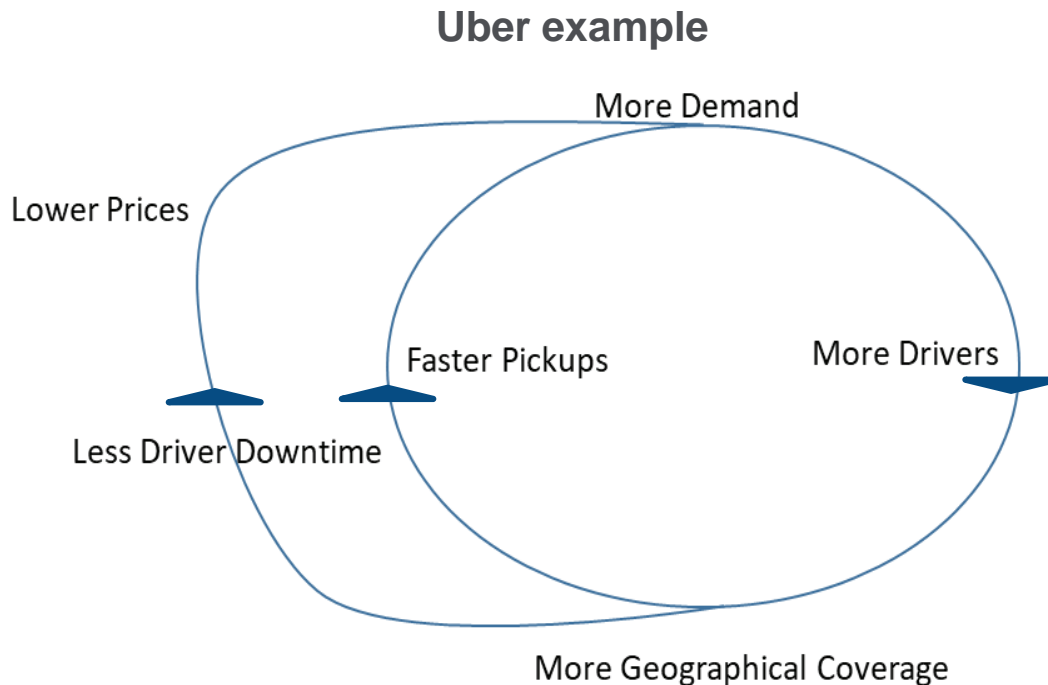 Uber example
More Demand
Lower Prices
Faster Pickups
More Drivers
Less Driver Downtime
More Geographical Coverage